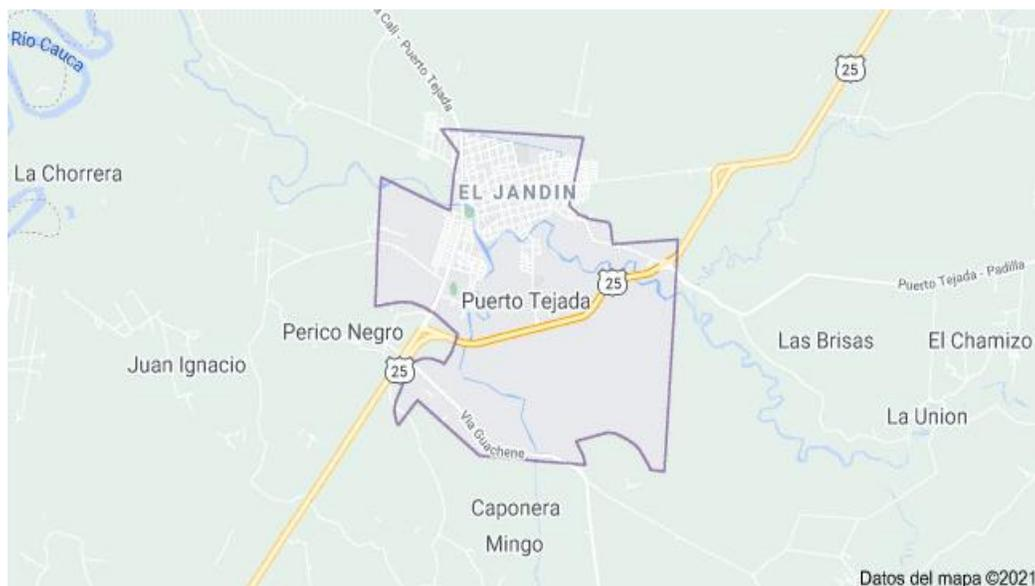 Río Cauca
a Cali - Puerto Tejada
25
La Chorrera
EL JANDIN
25
Puerto Tejada
Puerto Tejada - Padilla
Perico Negro
Las Brisas
El Chamizo
Juan Ignacio
25
La Union
Via Guachene
Caponera
Mingo
Datos del mapa ©2021